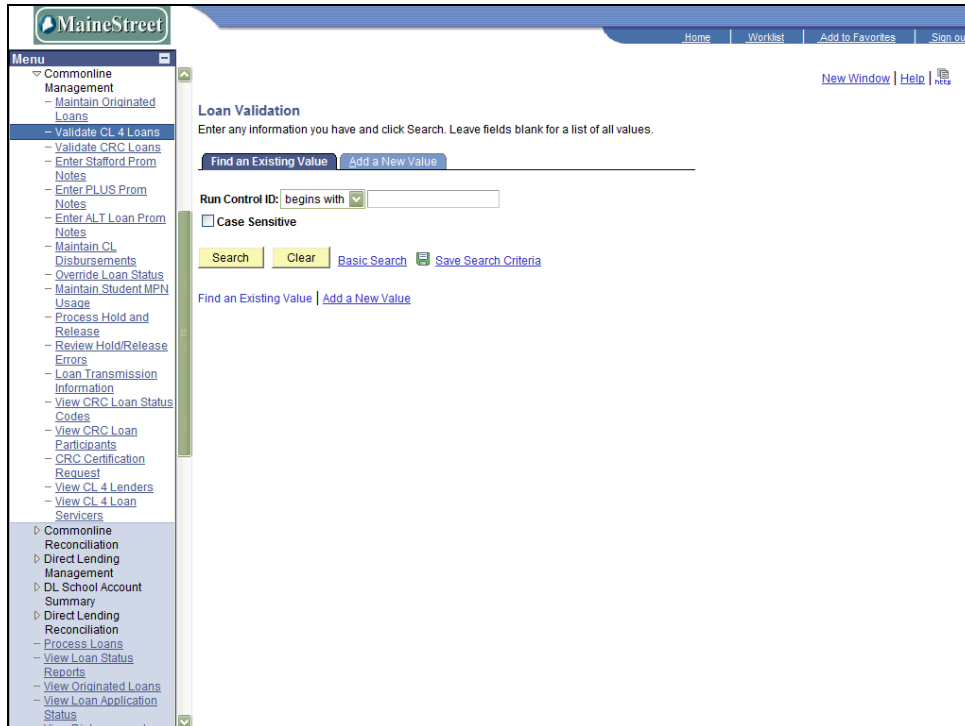 MaineStreet
Home Worklist Add to Favorites Sign ou
Menu
Commonline
Management
– Maintain Originated
Loans
– Validate CL 4 Loans
– Validate CRC Loans
– Enter Stafford Prom
Notes
– Enter PLUS Prom
Notes
– Enter ALT Loan Prom
Notes
– Maintain CL
Disbursements
– Override Loan Status
– Maintain Student MPN
Usage
– Process Hold and
Release
– Review Hold/Release
Errors
– Loan Transmission
Information
– View CRC Loan Status
Codes
– View CRC Loan
Participants
– CRC Certification
Request
– View CL 4 Lenders
– View CL 4 Loan
Servicers
Commonline
Reconciliation
Direct Lending
Management
DL School Account
Summary
Direct Lending
Reconciliation
– Process Loans
– View Loan Status
Reports
– View Originated Loans
– View Loan Application
Status
New Window | Help | http
Loan Validation
Enter any information you have and click Search. Leave fields blank for a list of all values.
Find an Existing Value Add a New Value
Run Control ID: begins with
Case Sensitive
Search Clear Basic Search Save Search Criteria
Find an Existing Value | Add a New Value